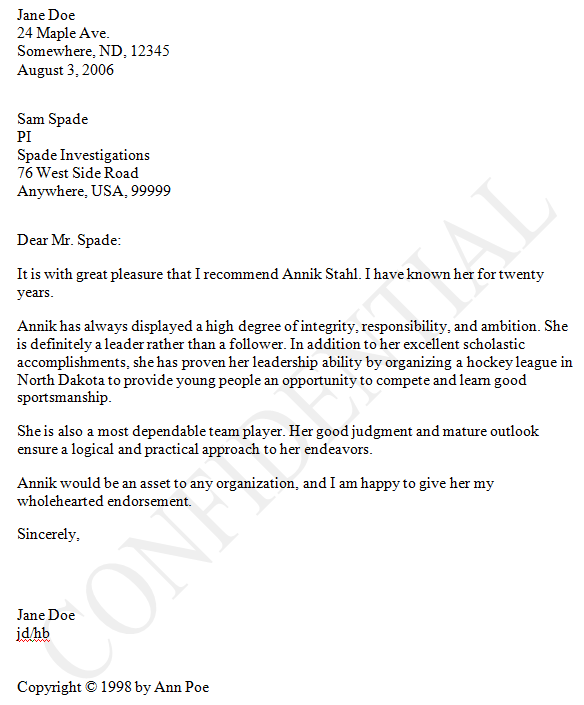 Jane Doe
24 Maple Ave.
Somewhere, ND, 12345
August 3, 2006
Sam Spade
PI
Spade Investigations
76 West Side Road
Anywhere, USA, 99999
Dear Mr. Spade:
It is with great pleasure that I recommend Annik Stahl. I have known her for twenty
years.
Annik has always displayed a high degree of integrity, responsibility, and ambition. She
is definitely a leader rather than a follower. In addition to her excellent scholastic
accomplishments, she has proven her leadership ability by organizing a hockey league in
North Dakota to provide young people an opportunity to compete and learn good
sportsmanship.
She is also a most dependable team player. Her good judgment and mature outlook
ensure a logical and practical approach to her endeavors.
Annik would be an asset to any organization, and I am happy to give her my
wholehearted endorsement.
Sincerely,
Jane Doe
jd/hb
Copyright © 1998 by Ann Poe
CONFIDENTIAL